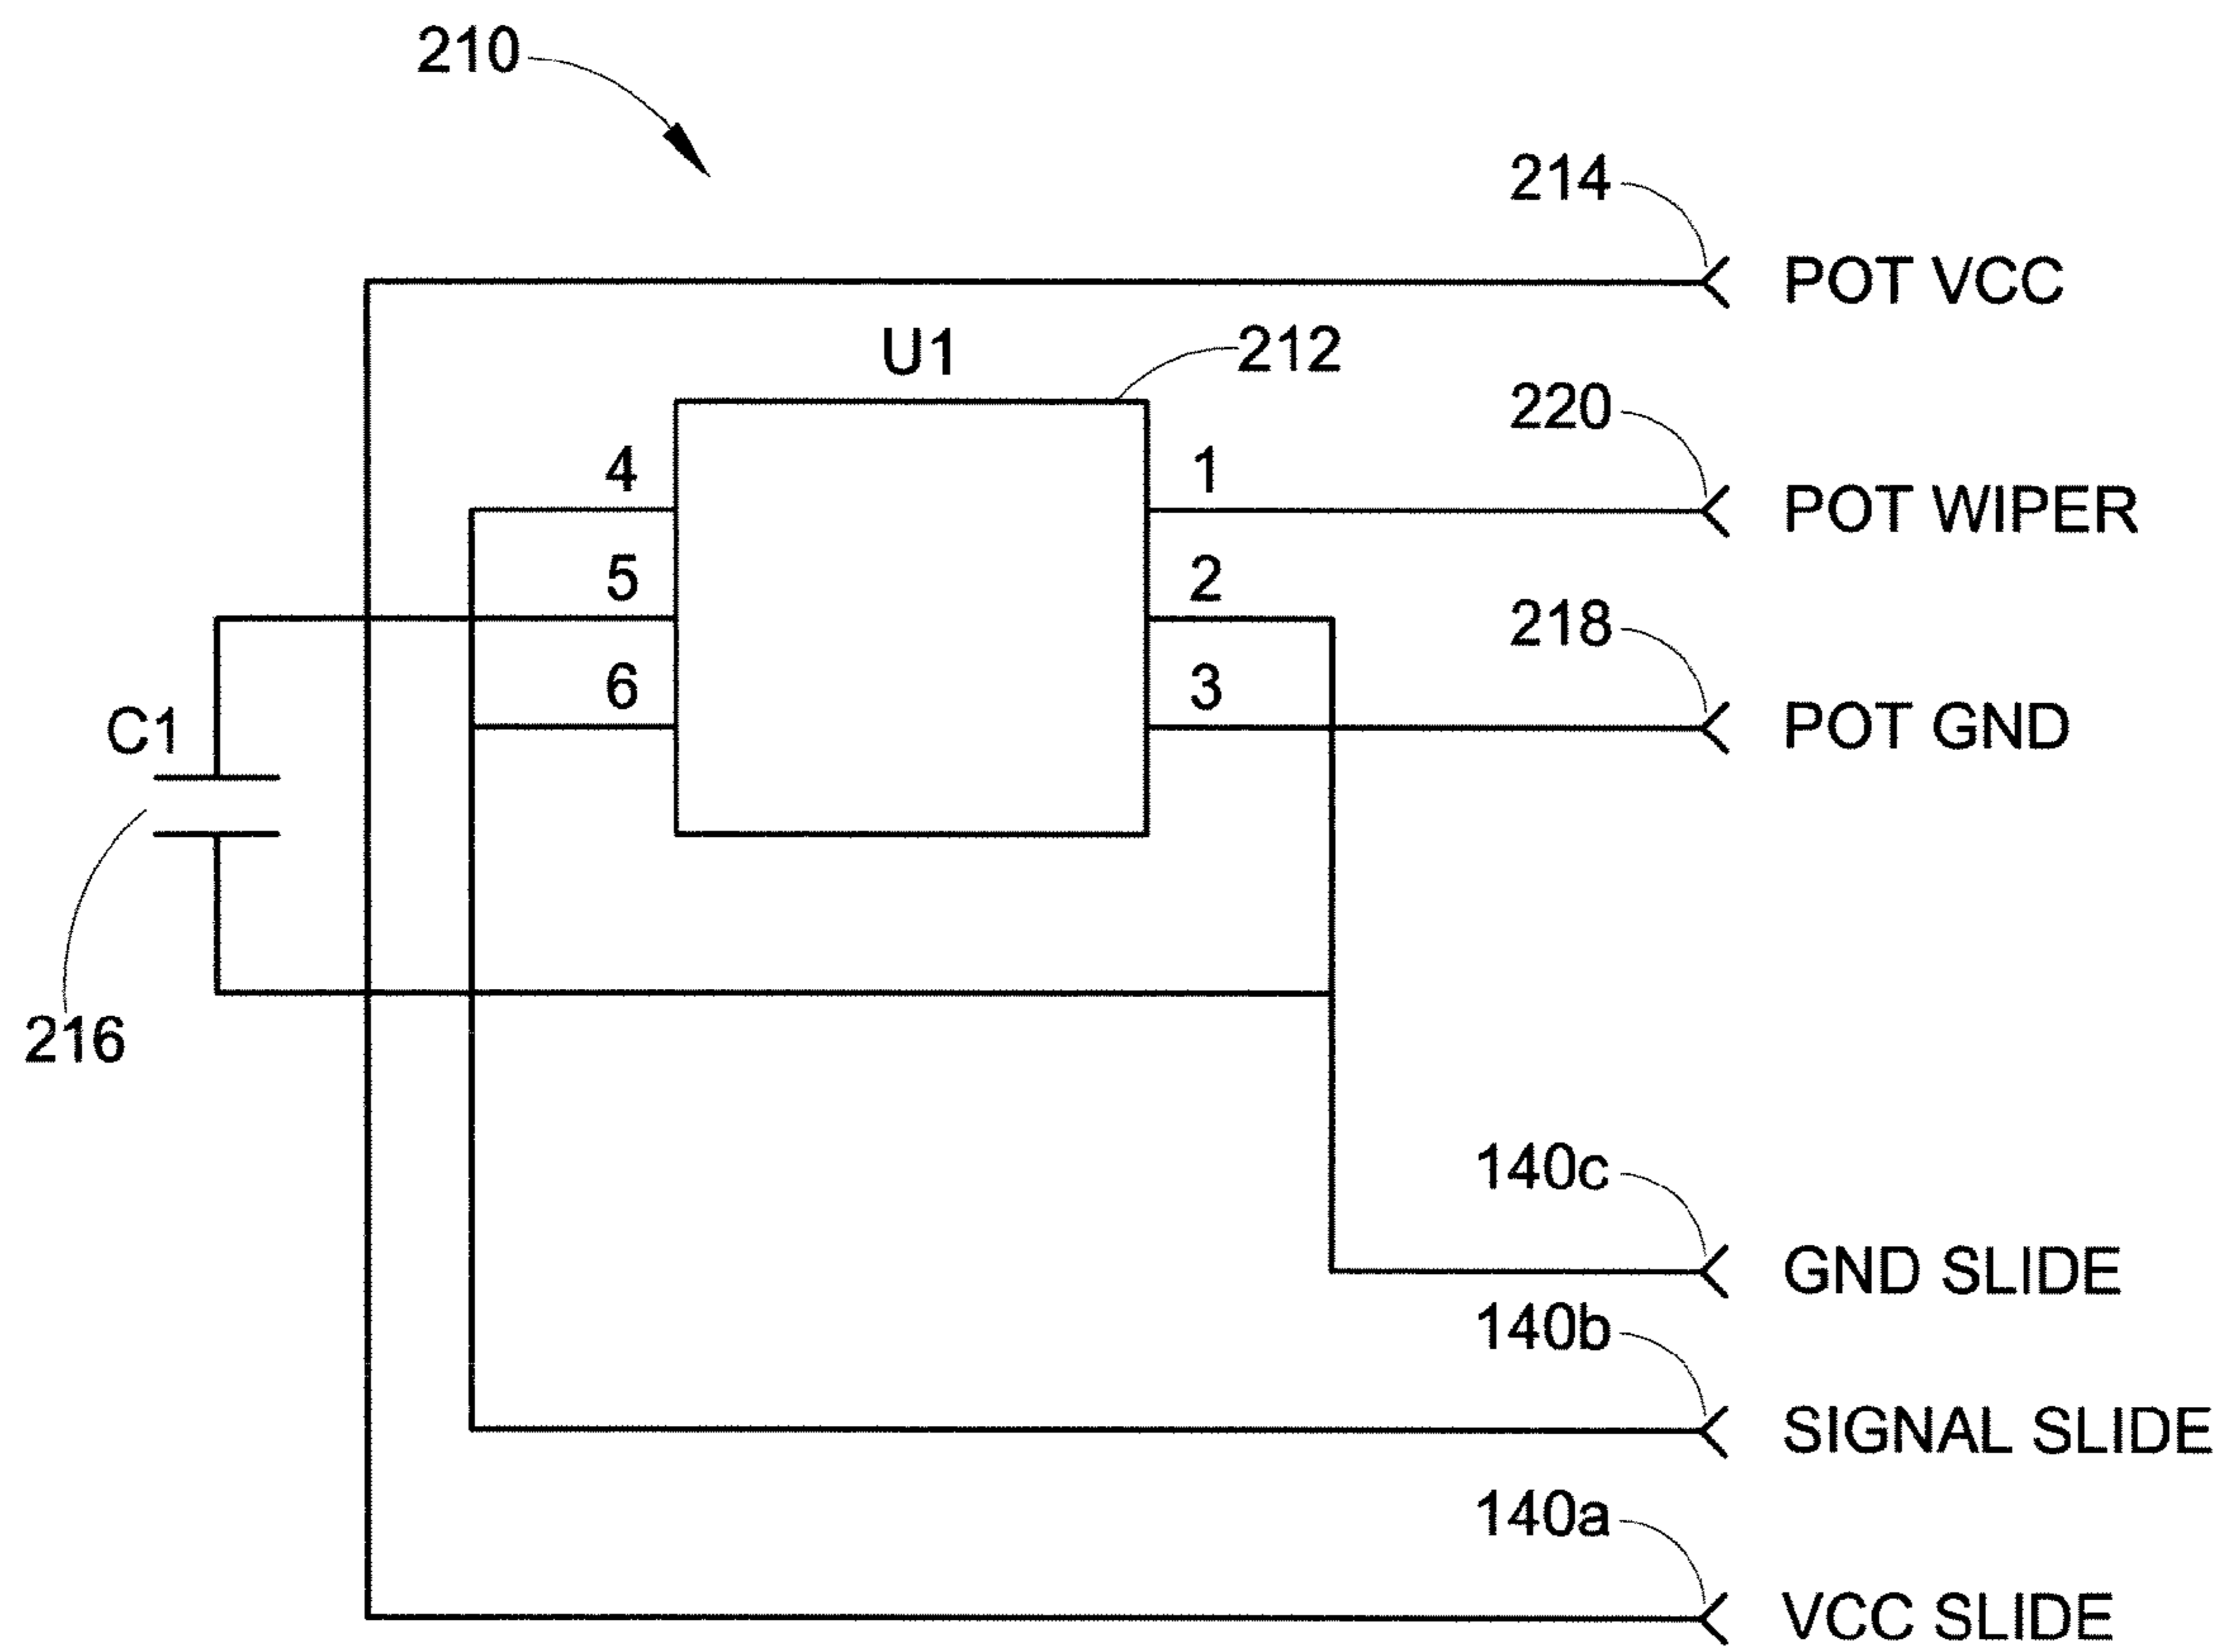 210
214
POT VCC
U1
212
220
4
1
POT WIPER
5
2
218
6
3
C1
POT GND
216
140c
GND SLIDE
140b
SIGNAL SLIDE
140a
VCC SLIDE